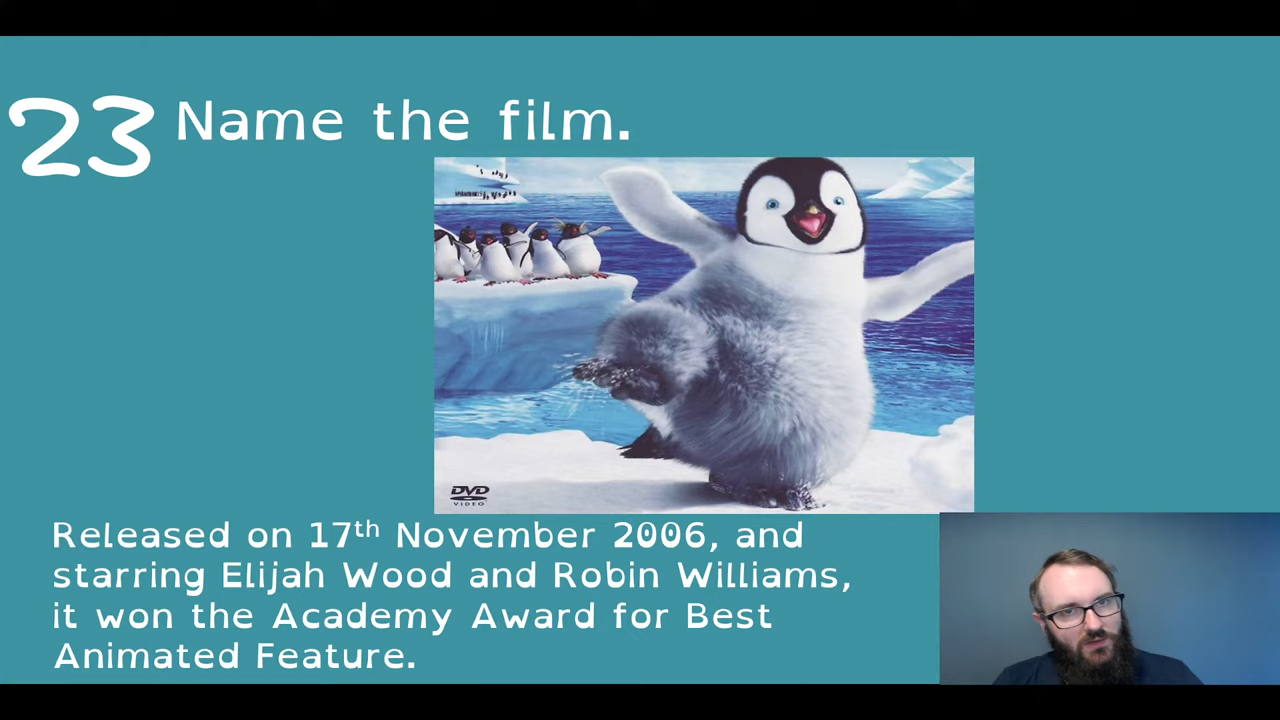 23 Name the film.
DVD
VIDEO
Released on 17th November 2006, and
starring Elijah Wood and Robin Williams,
it won the Academy Award for Best
Animated Feature.